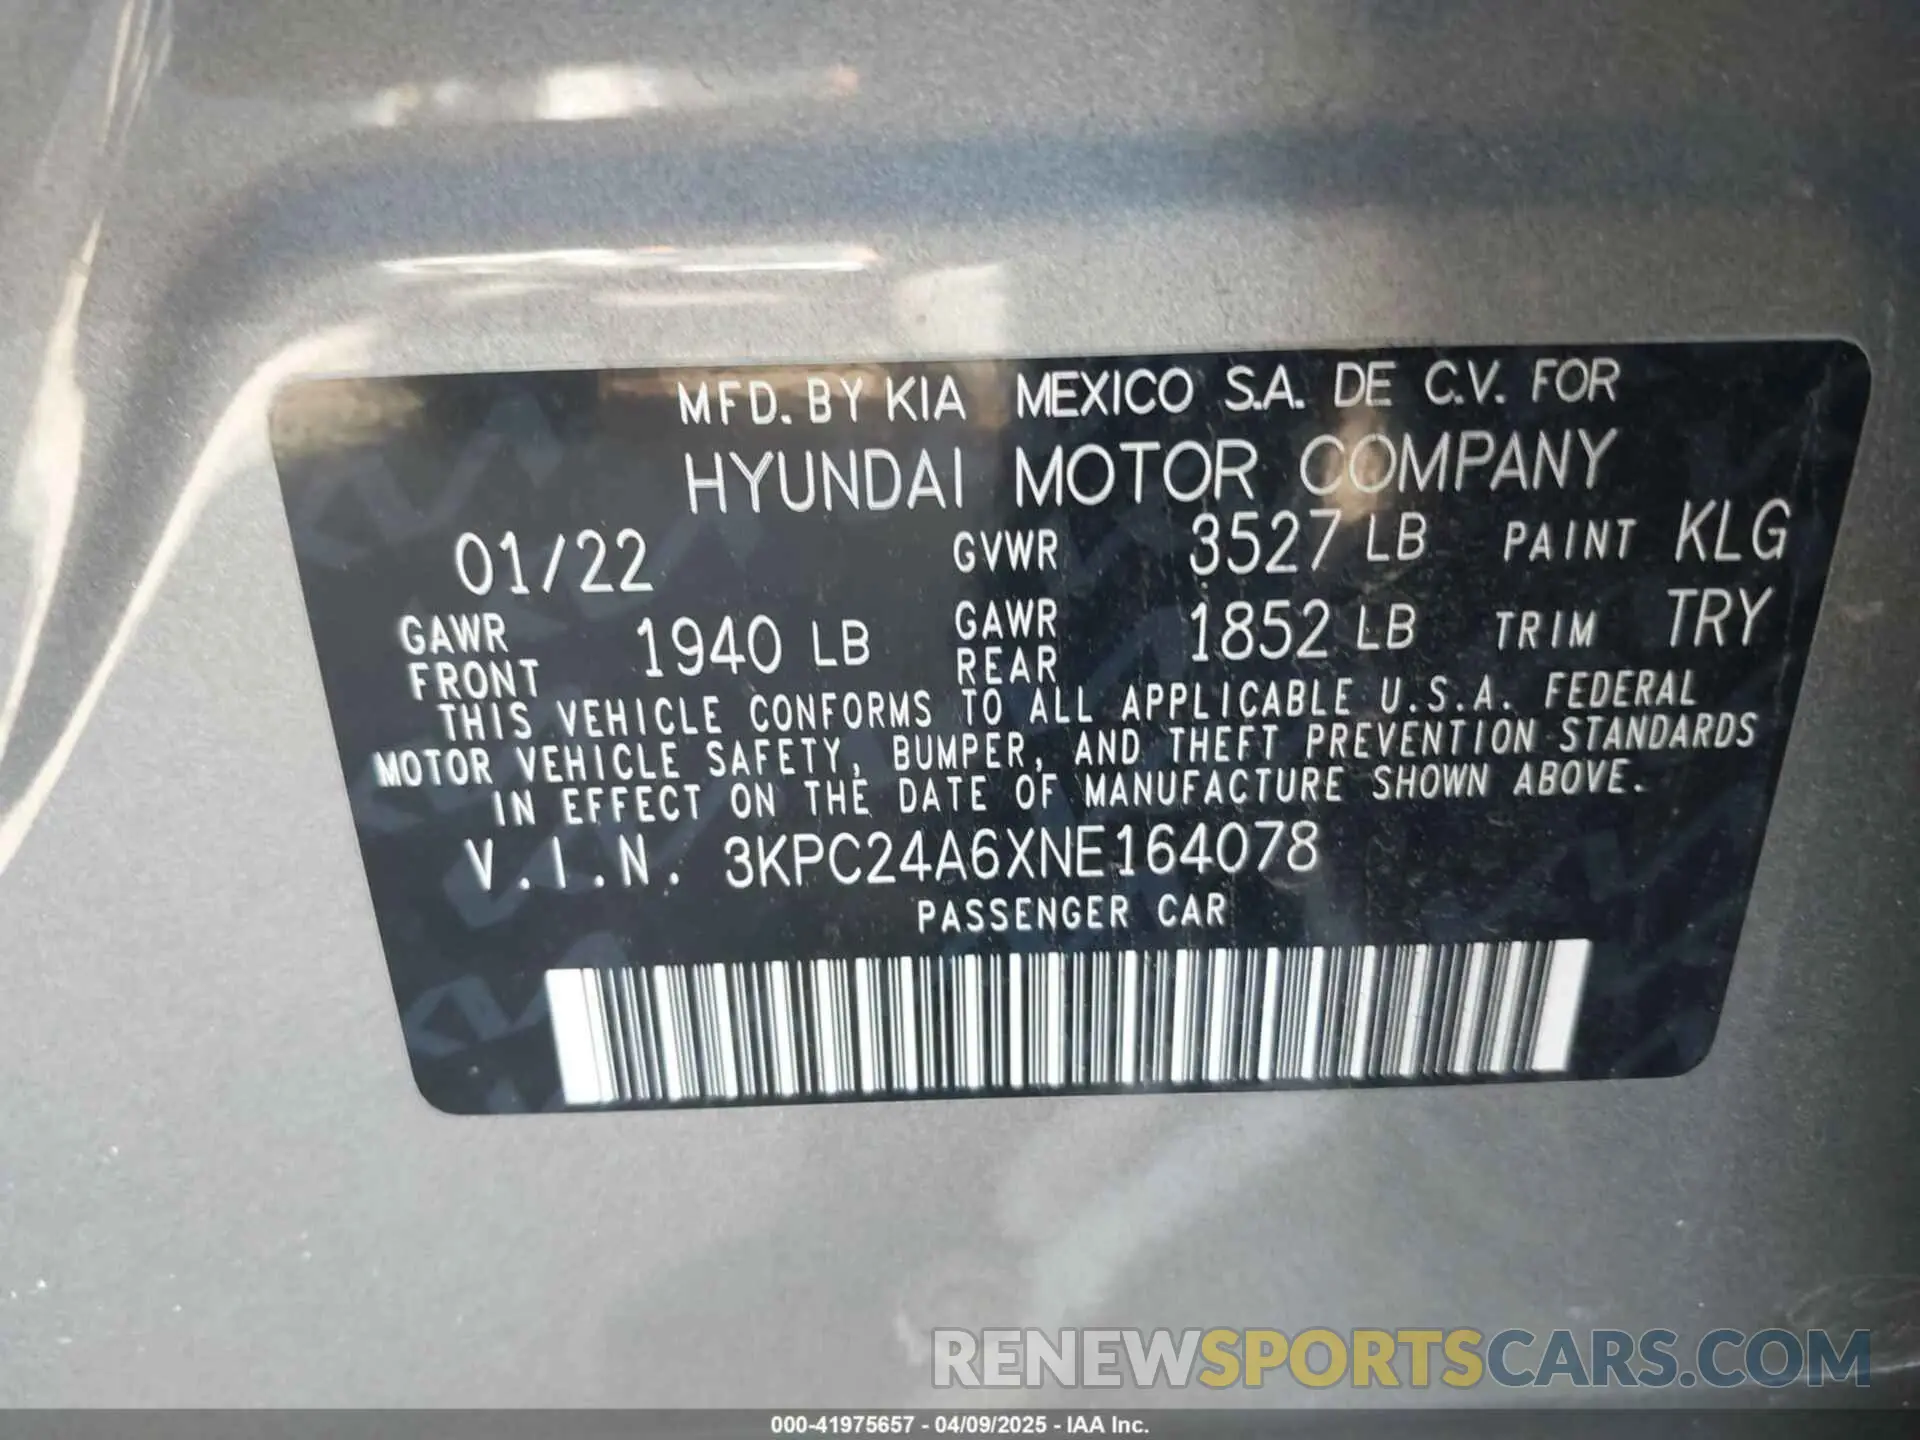 MFD. BY KIA MEXICO S.A. DE C.V. FOR
HYUNDAI MOTOR COMPANY
01/22 GVWR 3527 LB PAINT KLG
GAWR FRONT 1940 LB GAWR REAR 1852 LB TRIM TRY
THIS VEHICLE CONFORMS TO ALL APPLICABLE U.S.A. FEDERAL
MOTOR VEHICLE SAFETY, BUMPER, AND THEFT PREVENTION STANDARDS
IN EFFECT ON THE DATE OF MANUFACTURE SHOWN ABOVE.
V.I.N. 3KPC24A6XNE164078
PASSENGER CAR
RENEWSPORTSCARS.COM
000-41975657 - 04/09/2025 - IAA Inc.